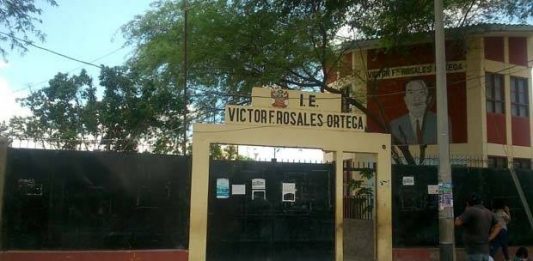 I.E.
VICTOR F. ROSALES ORTEGA
VICTOR F. ROSALES ORTEGA